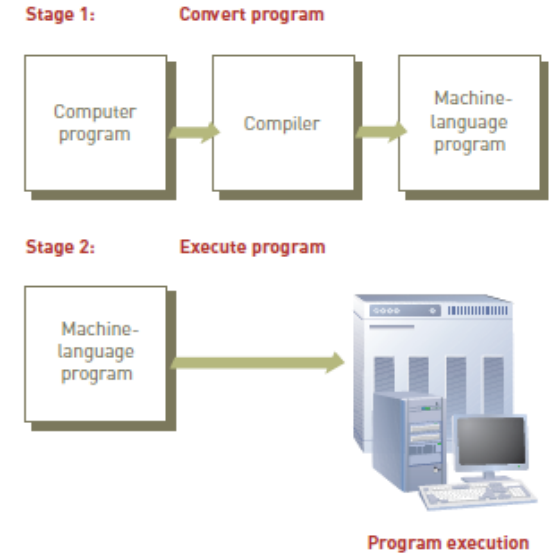 Stage 1: Convert program
Computer
program
Compiler
Machine-
language
program
Stage 2: Execute program
Machine-
language
program
Program execution